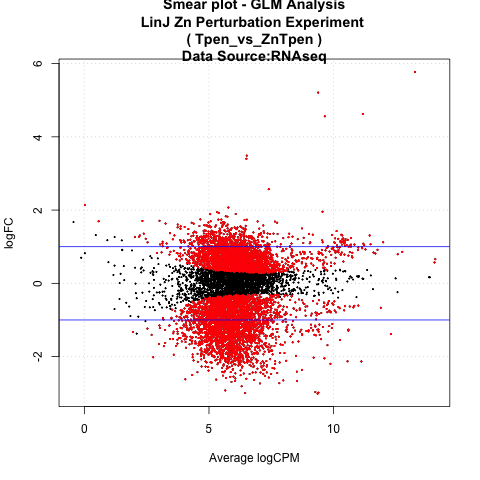 Smear plot - GLM Analysis
LinJ Zn Perturbation Experiment
( Tpen_vs_ZnTpen )
Data Source:RNAseq
6
4
2
0
-2
logFC
0 5 10
Average logCPM